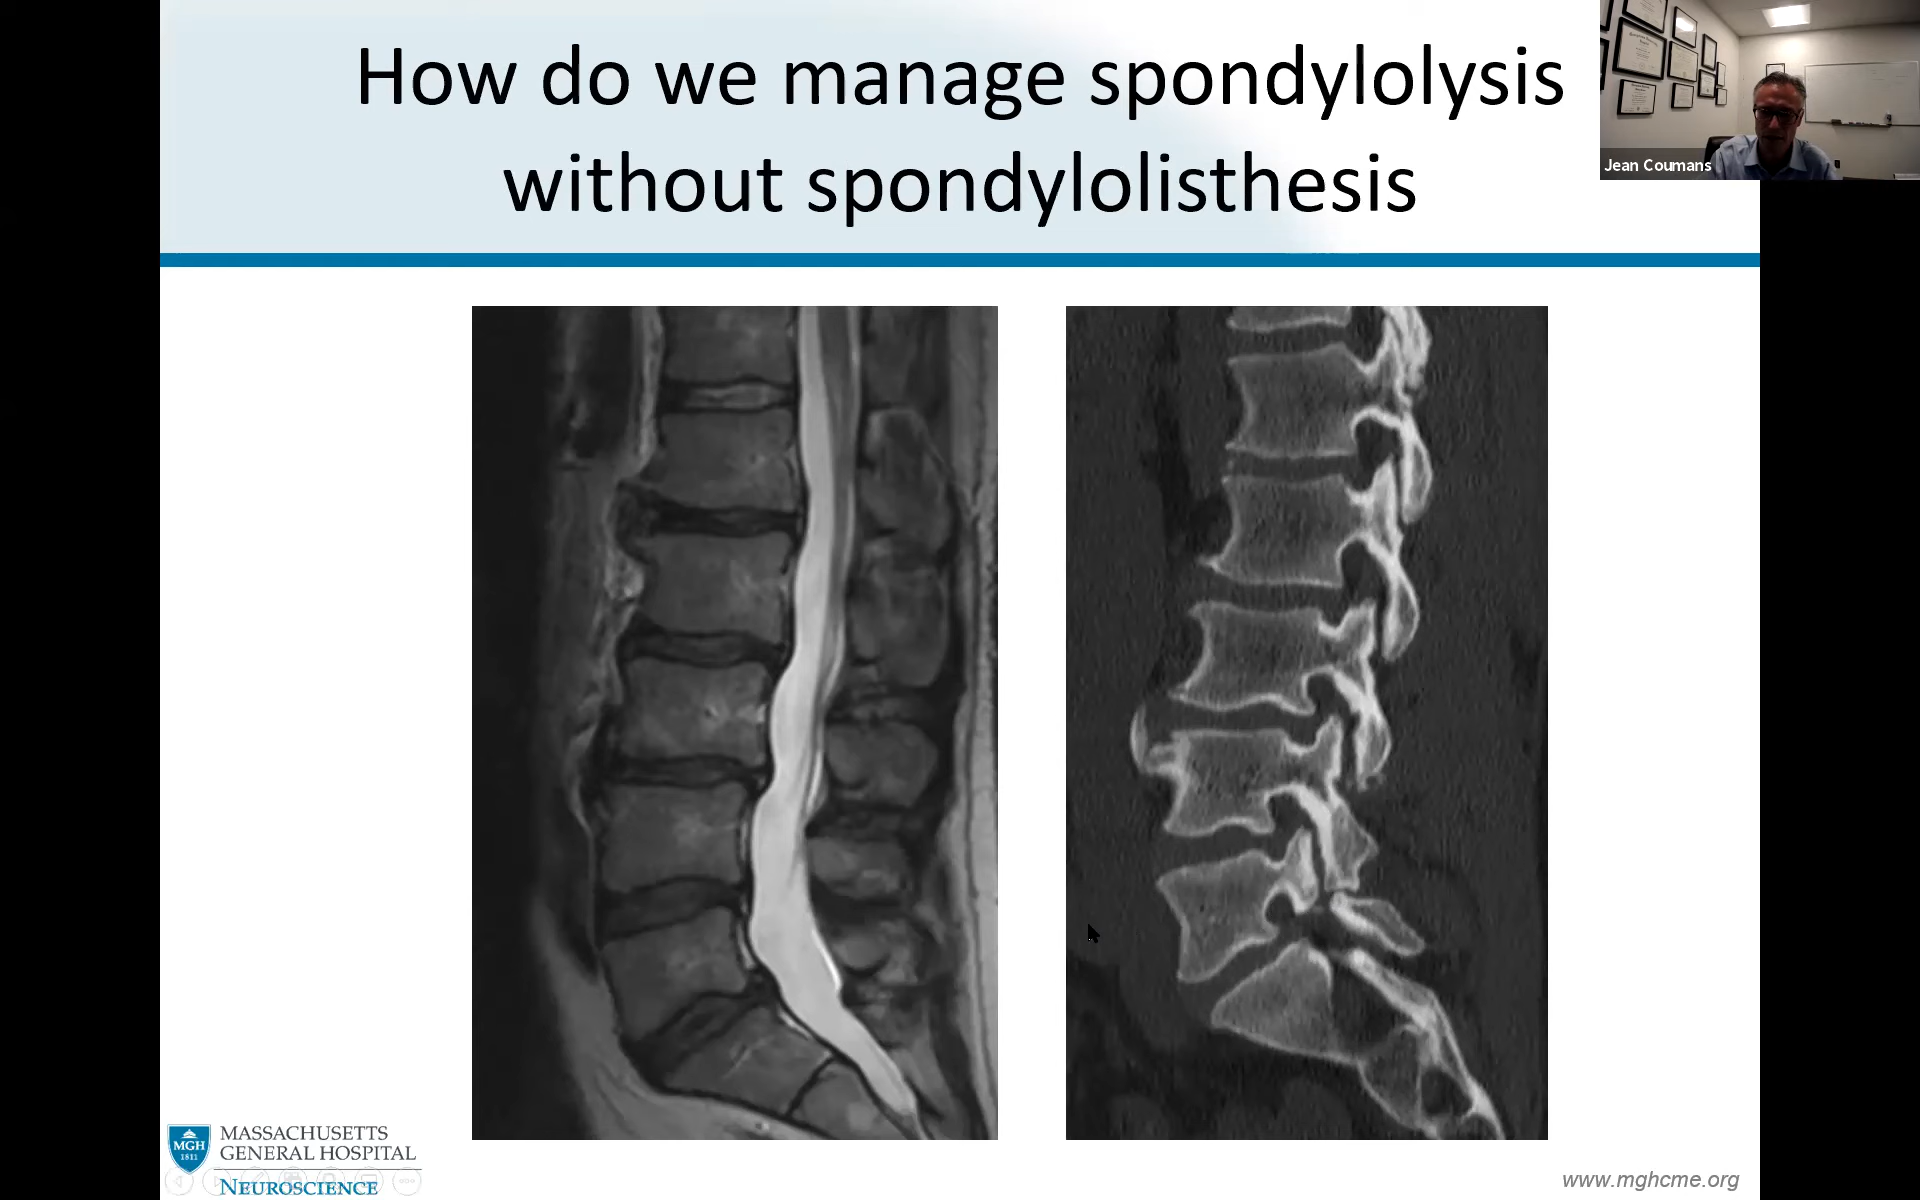 How do we manage spondylolysis
without spondylolisthesis
Jean Coumans
MGH
1811
MASSACHUSETTS
GENERAL HOSPITAL
NEUROSCIENCE
www.mghcme.org